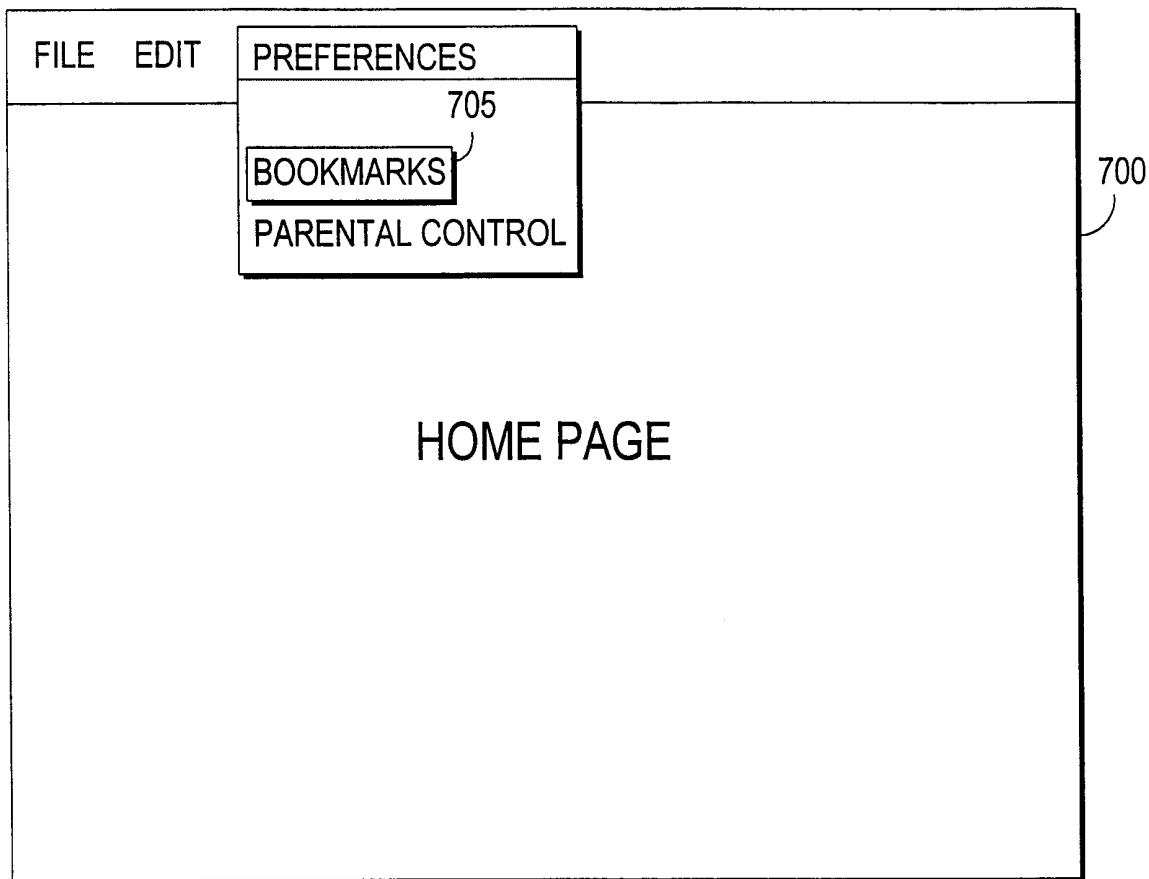 FILE EDIT PREFERENCES
705
BOOKMARKS
700
PARENTAL CONTROL
HOME PAGE